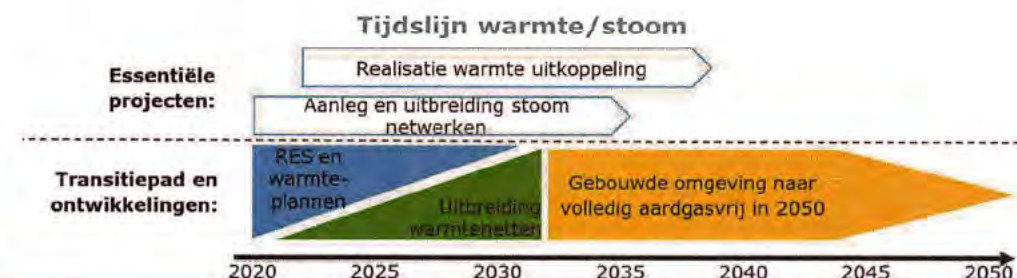 Tijdslijn warmte/stoom
Essentiële
projecten:
Realisatie warmte uitkoppeling
Aanleg en uitbreiding stoom
netwerken
Transitiepad en
ontwikkelingen:
RES en
warmte-
plannen
Uitbreiding
warmtenetten
Gebouwde omgeving naar
volledig aardgasvrij in 2050
2020 2025 2030 2035 2040 2045 2050